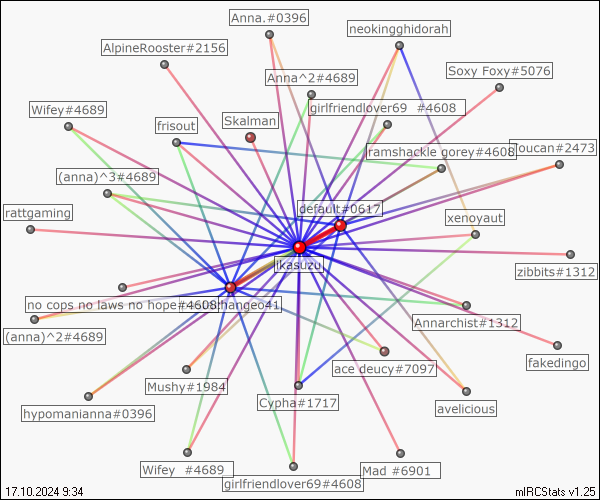 Anna.#0396
neokingghidorah
AlpineRooster#2156
Soxy Foxy#5076
Anna^2#4689
Wifey#4689
girlfriendlover69 #4608
Skalman
frisout
Toucan#2473
ramshackle gorey#4608
(anna)^3#4689
default#0617
rattgaming
xenoyaut
ikasuzu
zibbits#1312
no cops no laws no hope#4608
Annarchist#1312
(anna)^2#4689
fakedingo
ace deucy#7097
Mushy#1984
Cypha#1717
avelicious
hypomanianna#0396
Wifey #4689
Mad #6901
girlfriendlover69#4608
17.10.2024 9:34
mIRCStats v1.25